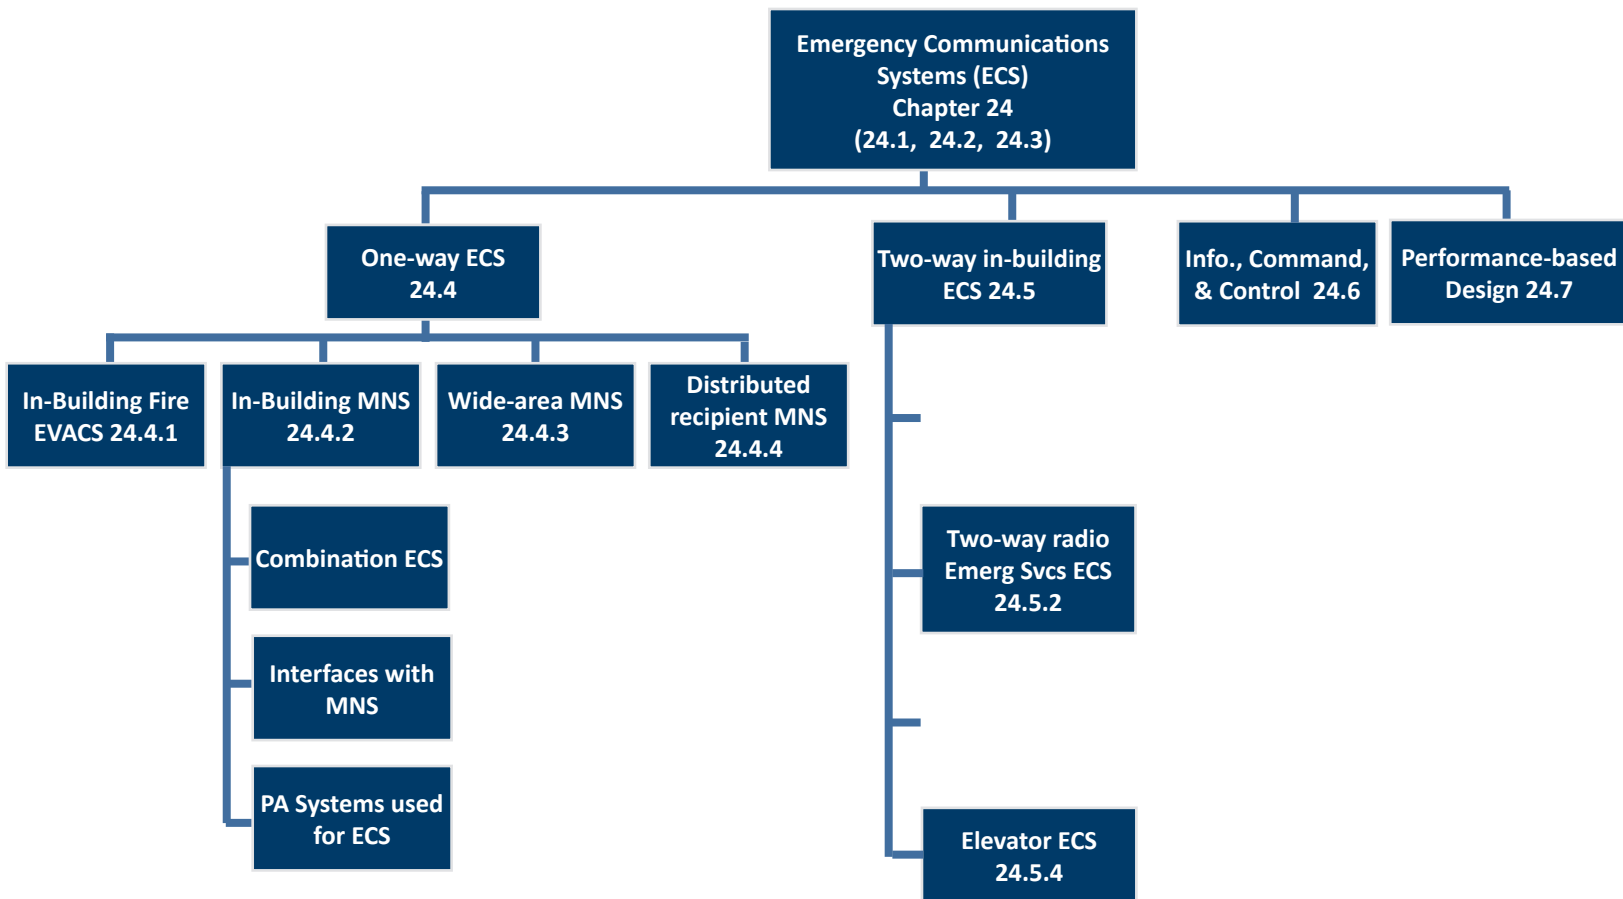 Emergency Communications
Systems (ECS)
Chapter 24
(24.1, 24.2, 24.3)
One-way ECS
24.4
Two-way in-building
ECS 24.5
Info., Command,
& Control 24.6
Performance-based
Design 24.7
In-Building Fire
EVACS 24.4.1
In-Building MNS
24.4.2
Wide-area MNS
24.4.3
Distributed
recipient MNS
24.4.4
Combination ECS
Interfaces with
MNS
PA Systems used
for ECS
Two-way radio
Emerg Svcs ECS
24.5.2
Elevator ECS
24.5.4